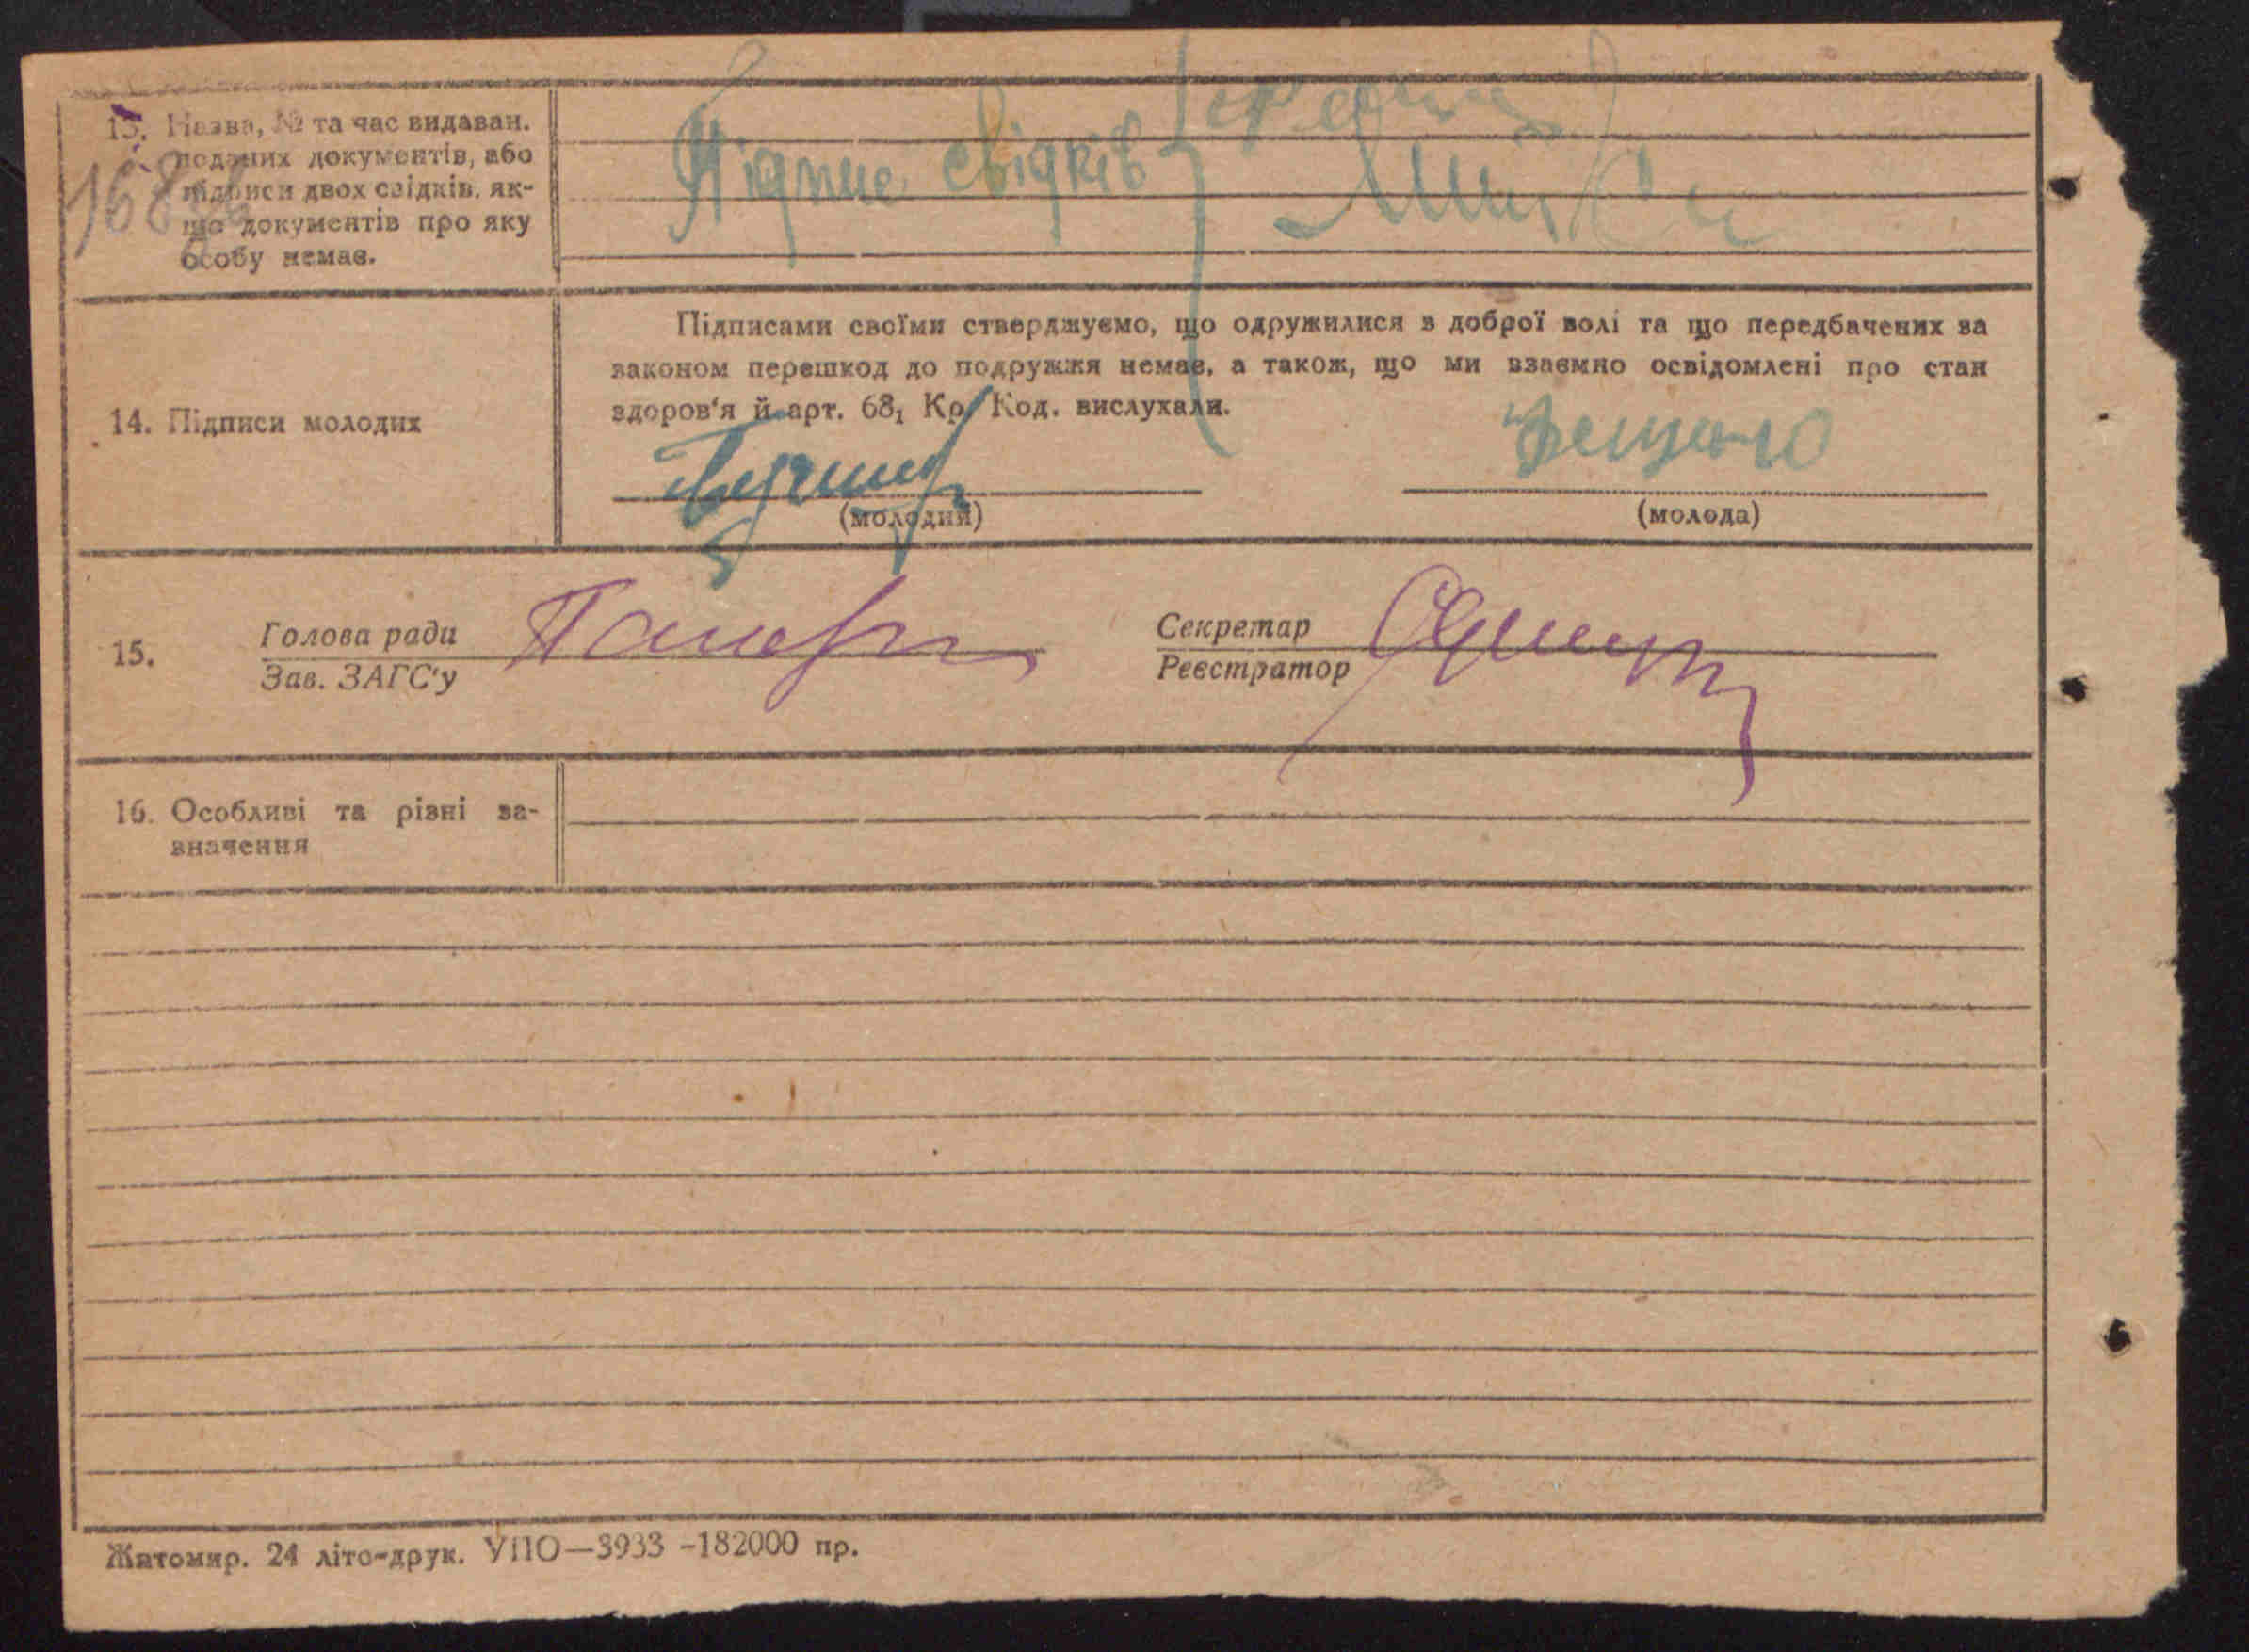 13. Назва, № та час видаван.
поданих документів, або
підписи двох свідків, як-
що документів про яку
особу немає.
168
Підпис свідків
Підписами своїми стверджуємо, що одружилися з доброї волі та що передбачених за
законом перешкод до подружжя немає, а також, що ми взаємно освідомлені про стан
здоров'я й арт. 68₁ Кр. Код. вислухали.
14. Підписи молодих
(молодий)
(молода)
15.
Голова ради
Зав. ЗАГС'у
Секретар
Реєстратор
16. Особливі та різні за-
значення
Житомир. 24 літо-друк. УПО—3933 -182000 пр.